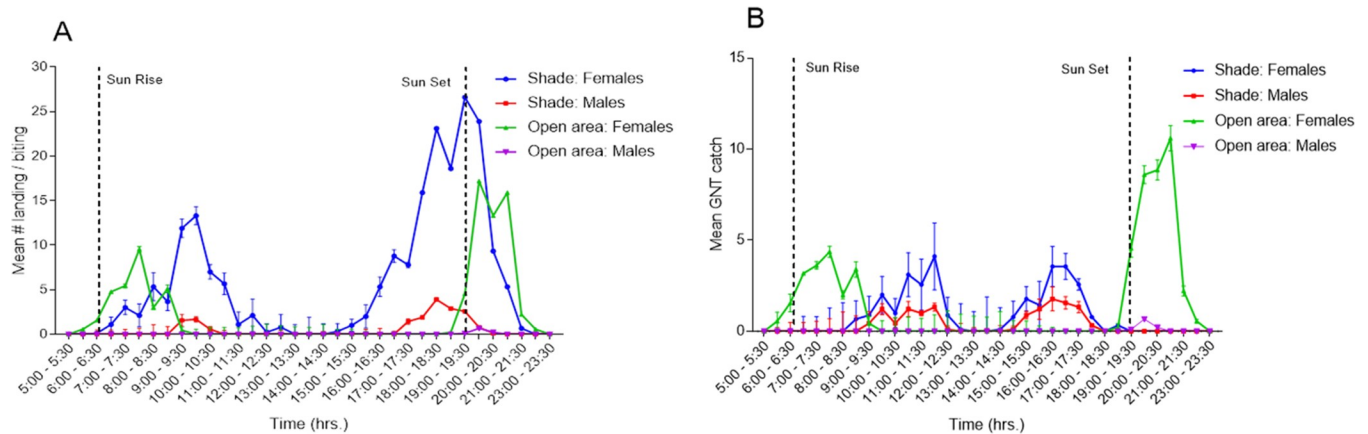 A
30
25
20
15
10
5
0
Mean # landing / biting
Sun Rise
Sun Set
Shade: Females
Shade: Males
Open area: Females
Open area: Males
5:00 - 5:30
6:00 - 6:30
7:00 - 7:30
8:00 - 8:30
9:00 - 9:30
10:00 - 10:30
11:00 - 11:30
12:00 - 12:30
13:00 - 13:30
14:00 - 14:30
15:00 - 15:30
16:00 - 16:30
17:00 - 17:30
18:00 - 18:30
19:00 - 19:30
20:00 - 20:30
21:00 - 21:30
23:00 - 23:30
Time (hrs.)
B
15
10
5
0
Mean GNT catch
Sun Rise
Sun Set
Shade: Females
Shade: Males
Open area: Females
Open area: Males
5:00 - 5:30
6:00 - 6:30
7:00 - 7:30
8:00 - 8:30
9:00 - 9:30
10:00 - 10:30
11:00 - 11:30
12:00 - 12:30
13:00 - 13:30
14:00 - 14:30
15:00 - 15:30
16:00 - 16:30
17:00 - 17:30
18:00 - 18:30
19:00 - 19:30
20:00 - 20:30
21:00 - 21:30
23:00 - 23:30
Time (hrs.)